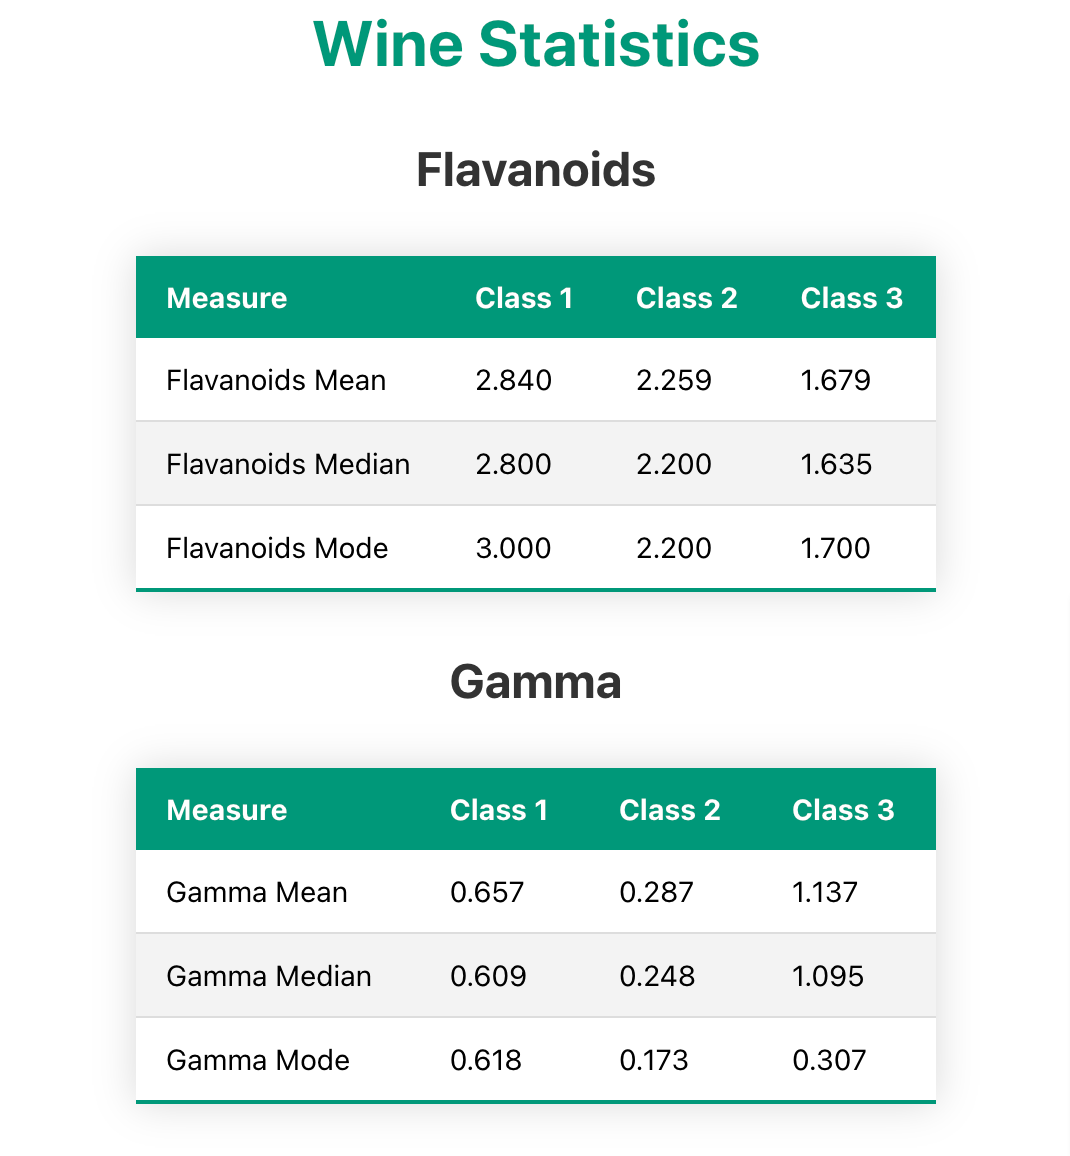 Wine Statistics
Flavanoids
Measure Class 1 Class 2 Class 3
Flavanoids Mean 2.840 2.259 1.679
Flavanoids Median 2.800 2.200 1.635
Flavanoids Mode 3.000 2.200 1.700
Gamma
Measure Class 1 Class 2 Class 3
Gamma Mean 0.657 0.287 1.137
Gamma Median 0.609 0.248 1.095
Gamma Mode 0.618 0.173 0.307